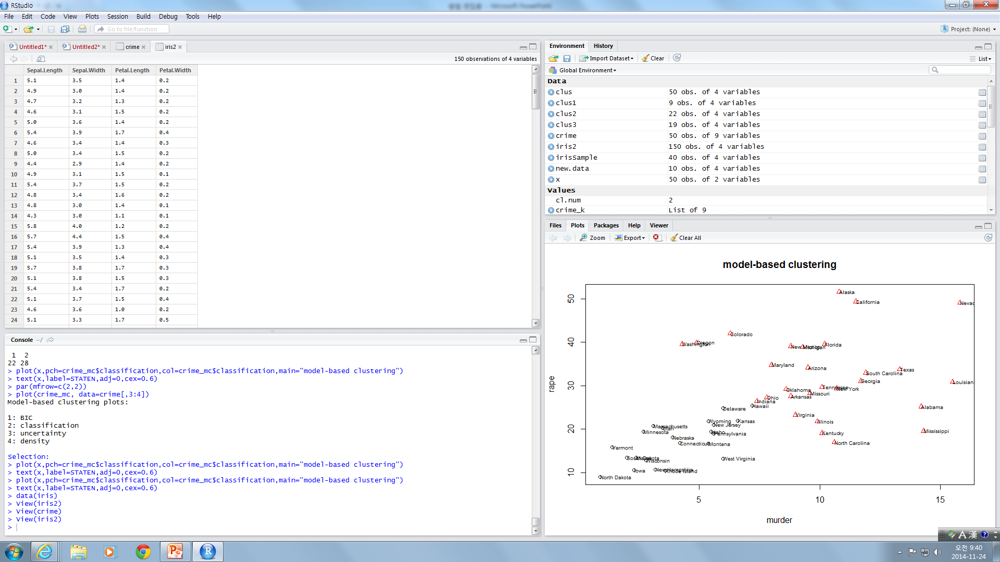 RStudio
Microsoft PowerPoint
File Edit Code View Plots Session Build Debug Tools Help
Go to file/function
Project: (None)
Untitled1* Untitled2* crime iris2
150 observations of 4 variables
Sepal.Length Sepal.Width Petal.Length Petal.Width
1 5.1 3.5 1.4 0.2
2 4.9 3.0 1.4 0.2
3 4.7 3.2 1.3 0.2
4 4.6 3.1 1.5 0.2
5 5.0 3.6 1.4 0.2
6 5.4 3.9 1.7 0.4
7 4.6 3.4 1.4 0.3
8 5.0 3.4 1.5 0.2
9 4.4 2.9 1.4 0.2
10 4.9 3.1 1.5 0.1
11 5.4 3.7 1.5 0.2
12 4.8 3.4 1.6 0.2
13 4.8 3.0 1.4 0.1
14 4.3 3.0 1.1 0.1
15 5.8 4.0 1.2 0.2
16 5.7 4.4 1.5 0.4
17 5.4 3.9 1.3 0.4
18 5.1 3.5 1.4 0.3
19 5.7 3.8 1.7 0.3
20 5.1 3.8 1.5 0.3
21 5.4 3.4 1.7 0.2
22 5.1 3.7 1.5 0.4
23 4.6 3.6 1.0 0.2
24 5.1 3.3 1.7 0.5
Console ~/
1 2
22 28
> plot(x,pch=crime_mc$classification,col=crime_mc$classification,main="model-based clustering")
> text(x,label=STATEN,adj=0,cex=0.6)
> par(mfrow=c(2,2))
> plot(crime_mc, data=crime[,3:4])
Model-based clustering plots:
1: BIC
2: classification
3: uncertainty
4: density
Selection:
> plot(x,pch=crime_mc$classification,col=crime_mc$classification,main="model-based clustering")
> text(x,label=STATEN,adj=0,cex=0.6)
> plot(x,pch=crime_mc$classification,col=crime_mc$classification,main="model-based clustering")
> text(x,label=STATEN,adj=0,cex=0.6)
> data(iris)
> View(iris2)
> View(crime)
> View(iris2)
>
Environment History
Import Dataset Clear List
Global Environment
Data
clus 50 obs. of 4 variables
clus1 9 obs. of 4 variables
clus2 22 obs. of 4 variables
clus3 19 obs. of 4 variables
crime 50 obs. of 9 variables
iris2 150 obs. of 4 variables
irisSample 40 obs. of 4 variables
new.data 10 obs. of 4 variables
x 50 obs. of 2 variables
Values
cl.num 2
crime_k List of 9
Files Plots Packages Help Viewer
Zoom Export Clear All
model-based clustering
rape
50
40
30
20
10
Alaska
California
Nevad
Colorado
Washington Oregon
New Mexico Michigan Florida
Maryland
Arizona
South Carolina
Texas
Georgia
Louisian
Oklahoma
Tennessee
New York
Missouri
Arkansas
Ohio
Indiana
Hawaii
Alabama
Delaware
Virginia
Illinois
Wyoming Kansas
New Jersey
Massachusetts
Utah
Minnesota
Idaho
Pennsylvania
Kentucky
Mississippi
Nebraska
Connecticut Montana
North Carolina
Vermont
South Dakota Maine
Wisconsin
West Virginia
Iowa
New Hampshire
Rhode Island
North Dakota
5 10 15
murder
A 漢
오전 9:40
2014-11-24